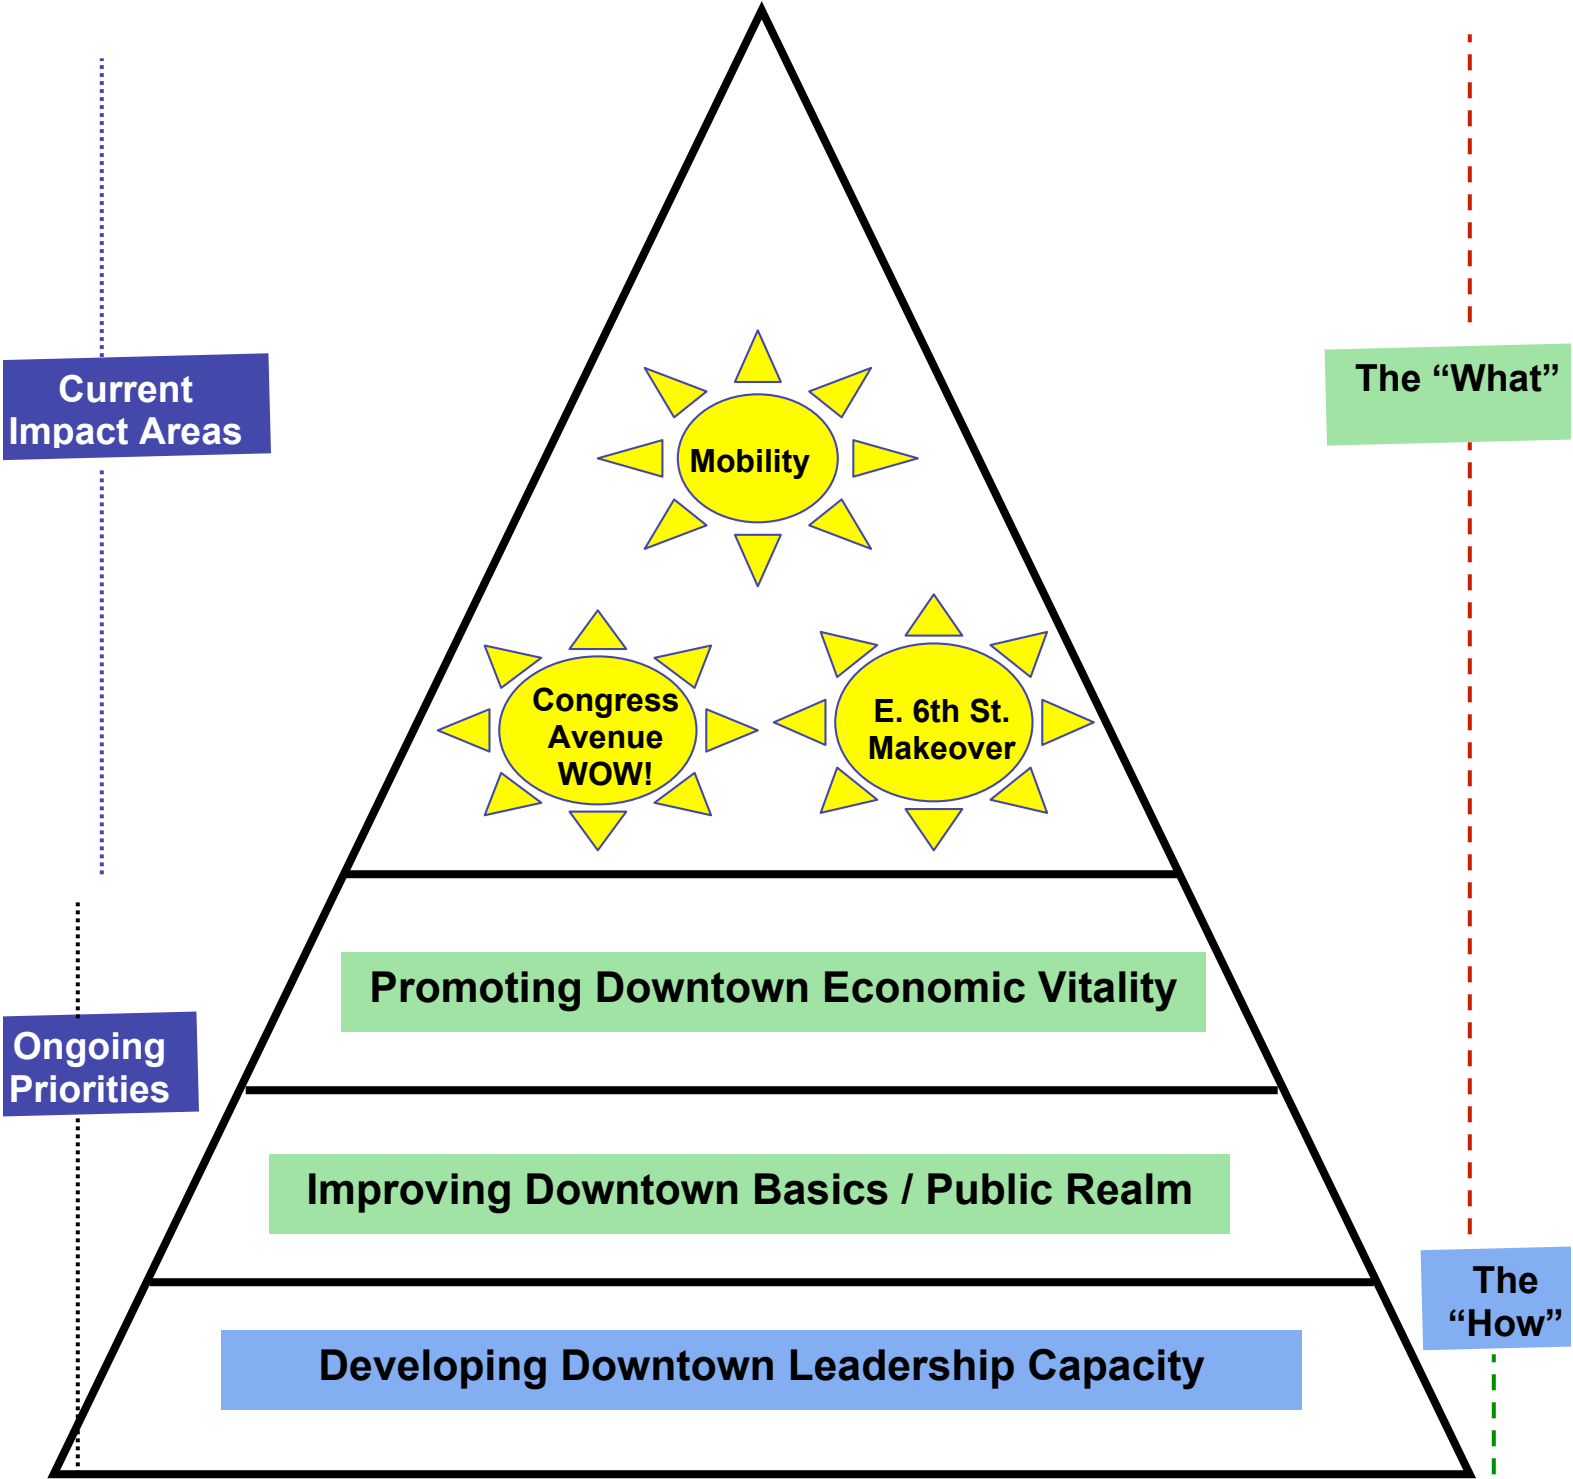 Current
Impact Areas
The “What”
Mobility
Congress
Avenue
WOW!
E. 6th St.
Makeover
Promoting Downtown Economic Vitality
Ongoing
Priorities
Improving Downtown Basics / Public Realm
The
“How”
Developing Downtown Leadership Capacity